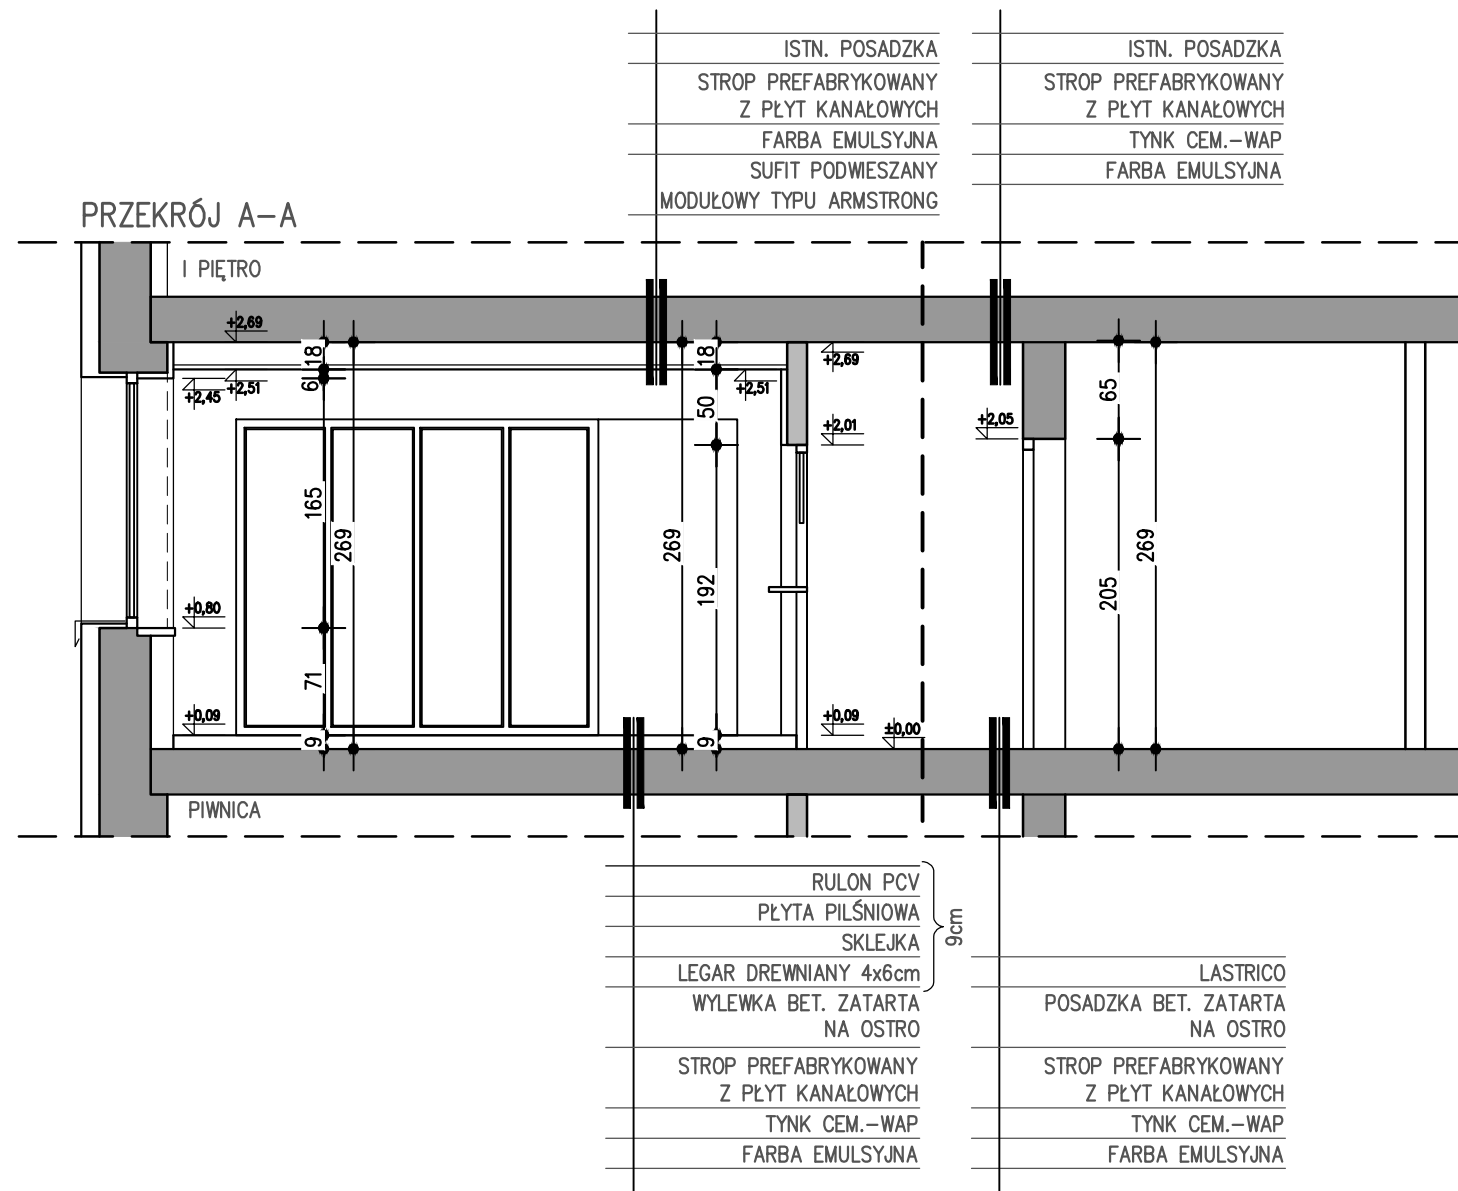 ISTN. POSADZKA
STROP PREFABRYKOWANY
Z PŁYT KANAŁOWYCH
FARBA EMULSYJNA
SUFIT PODWIESZANY
MODUŁOWY TYPU ARMSTRONG
ISTN. POSADZKA
STROP PREFABRYKOWANY
Z PŁYT KANAŁOWYCH
TYNK CEM.-WAP
FARBA EMULSYJNA
PRZEKRÓJ A-A
I PIĘTRO
+2,69
18
6
+2,45
+2,51
165
269
+0,80
71
+0,09
9
18
+2,51
50
269
192
9
+2,69
+2,01
+0,09
±0,00
+2,05
65
269
205
PIWNICA
RULON PCV
PŁYTA PILŚNIOWA
SKLEJKA
LEGAR DREWNIANY 4x6cm
9cm
WYLEWKA BET. ZATARTA
NA OSTRO
STROP PREFABRYKOWANY
Z PŁYT KANAŁOWYCH
TYNK CEM.-WAP
FARBA EMULSYJNA
LASTRICO
POSADZKA BET. ZATARTA
NA OSTRO
STROP PREFABRYKOWANY
Z PŁYT KANAŁOWYCH
TYNK CEM.-WAP
FARBA EMULSYJNA